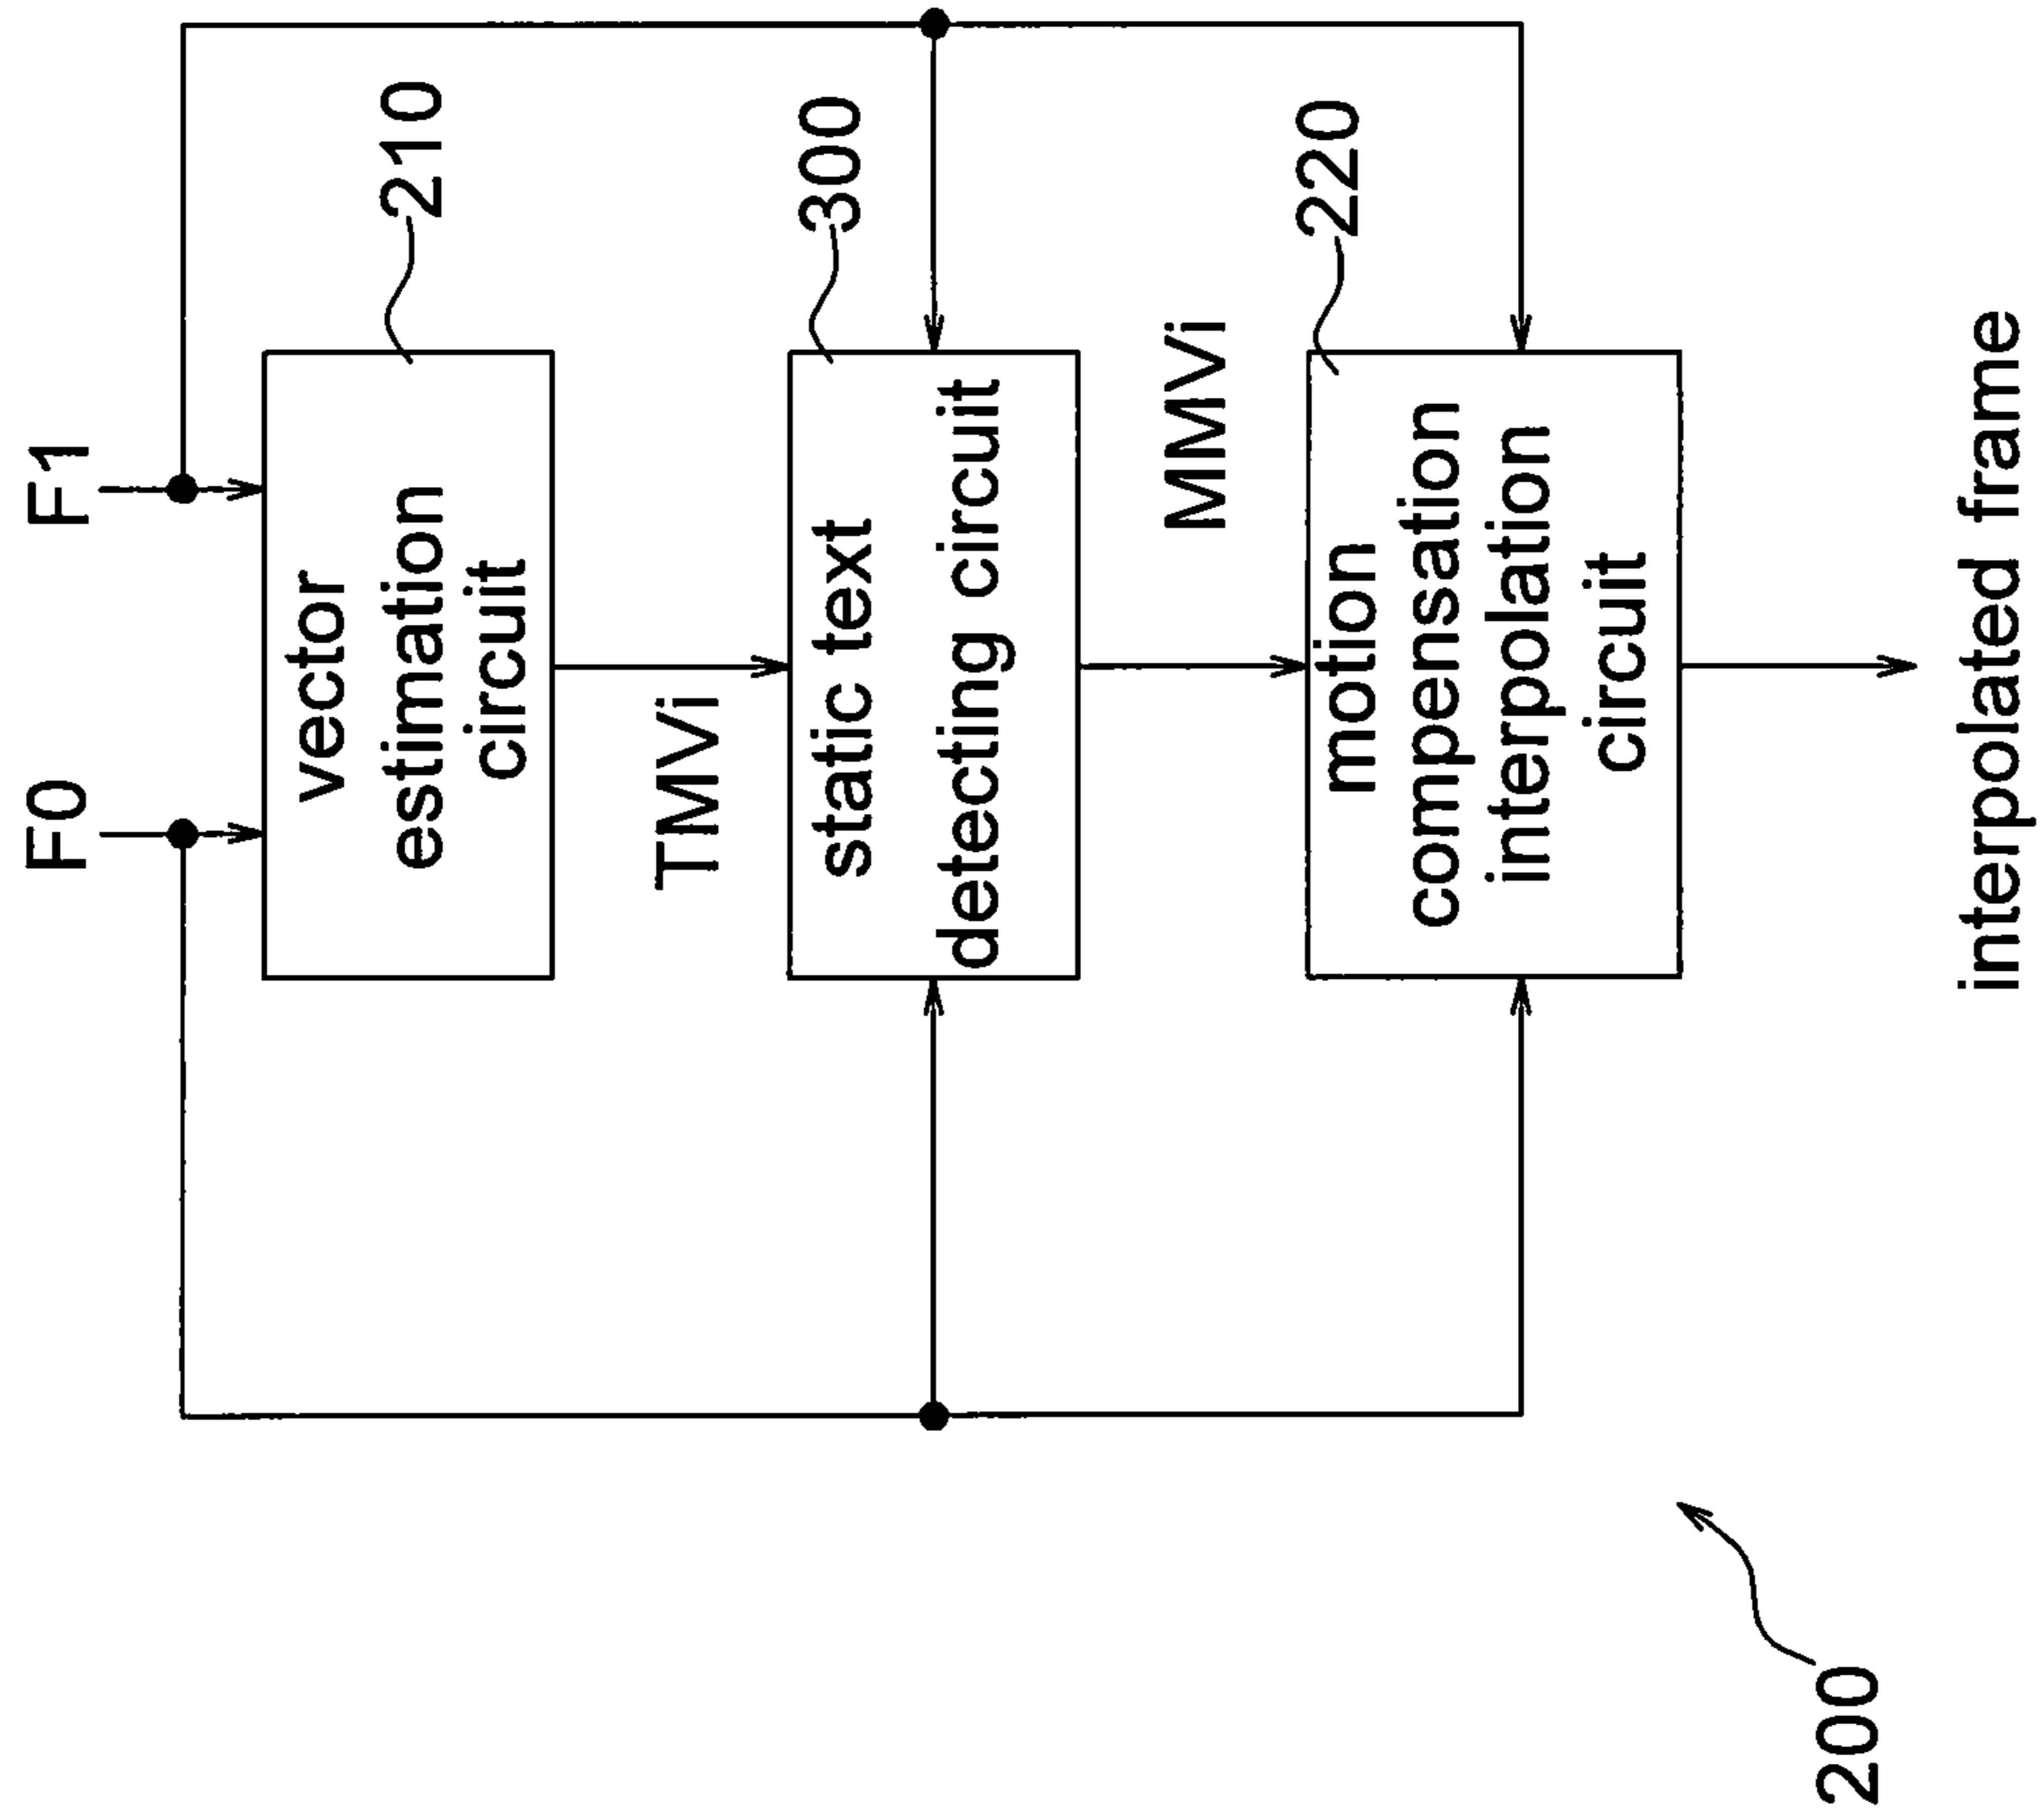 F0
F1
vector
estimation
circuit
210
TMVi
static text
detecting circuit
300
MMVi
motion
compensation
interpolation
circuit
220
interpolated frame
200